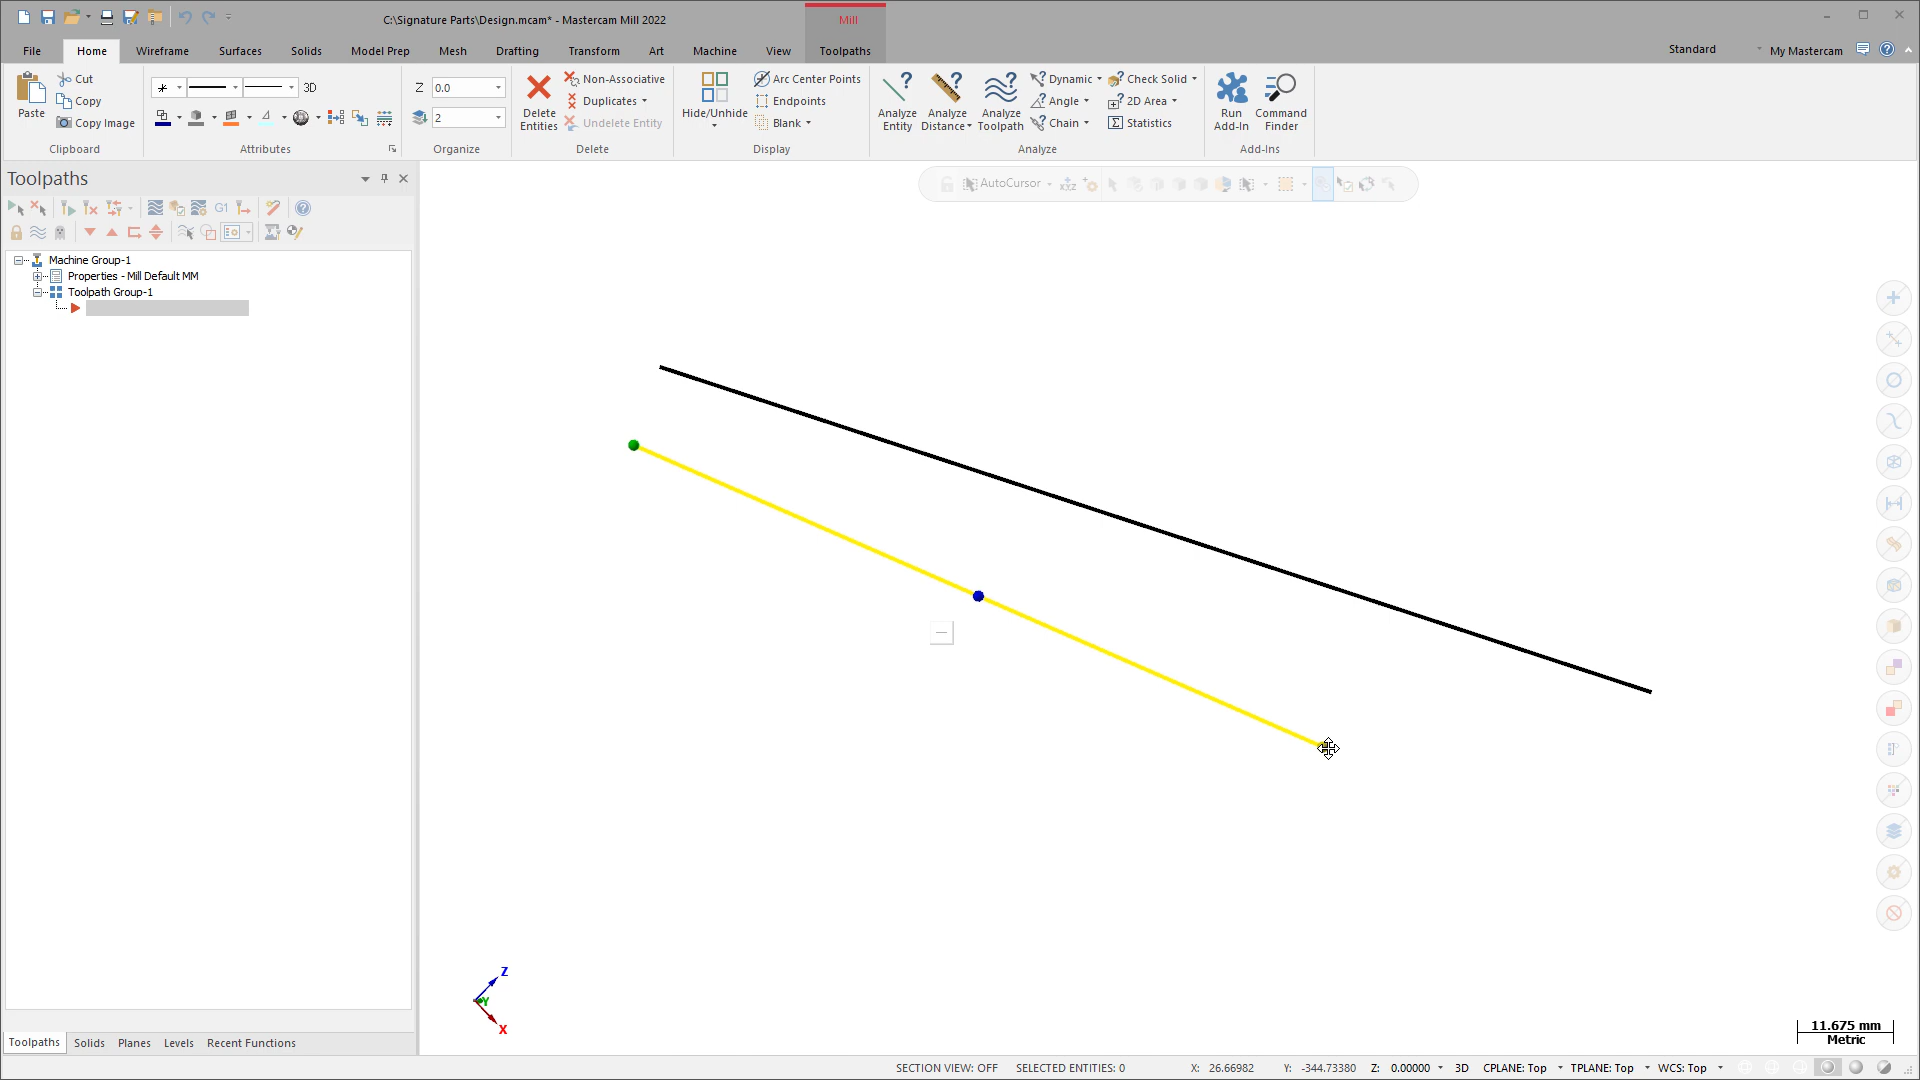 C:\Signature Parts\Design.mcam* - Mastercam Mill 2022
Mill
File Home Wireframe Surfaces Solids Model Prep Mesh Drafting Transform Art Machine View Toolpaths
Standard My Mastercam
Paste
Cut
Copy
Copy Image
Clipboard
3D
Attributes
Z 0.0
2
Organize
Delete
Entities
Non-Associative
Duplicates
Undelete Entity
Delete
Hide/Unhide
Arc Center Points
Endpoints
Blank
Display
Analyze
Entity
Analyze
Distance
Analyze
Toolpath
Dynamic
Angle
Chain
Check Solid
2D Area
Statistics
Analyze
Run
Add-In
Command
Finder
Add-Ins
Toolpaths
G1
Machine Group-1
Properties - Mill Default MM
Toolpath Group-1
AutoCursor
XYZ
Z
Y
X
11.675 mm
Metric
Toolpaths Solids Planes Levels Recent Functions
SECTION VIEW: OFF SELECTED ENTITIES: 0 X: 26.66982 Y: -344.73380 Z: 0.00000 3D CPLANE: Top TPLANE: Top WCS: Top